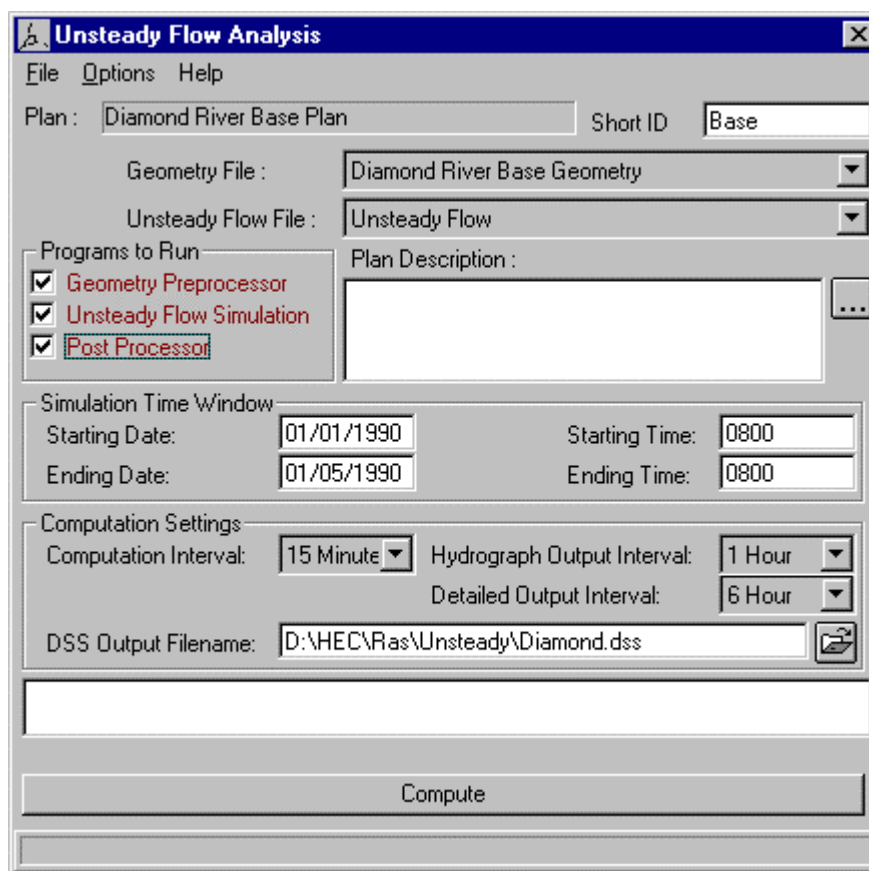 Unsteady Flow Analysis
File Options Help
Plan : Diamond River Base Plan Short ID Base
Geometry File : Diamond River Base Geometry
Unsteady Flow File : Unsteady Flow
Programs to Run
Geometry Preprocessor
Unsteady Flow Simulation
Post Processor
Plan Description :
...
Simulation Time Window
Starting Date: 01/01/1990 Starting Time: 0800
Ending Date: 01/05/1990 Ending Time: 0800
Computation Settings
Computation Interval: 15 Minute Hydrograph Output Interval: 1 Hour
Detailed Output Interval: 6 Hour
DSS Output Filename: D:\HEC\Ras\Unsteady\Diamond.dss
Compute